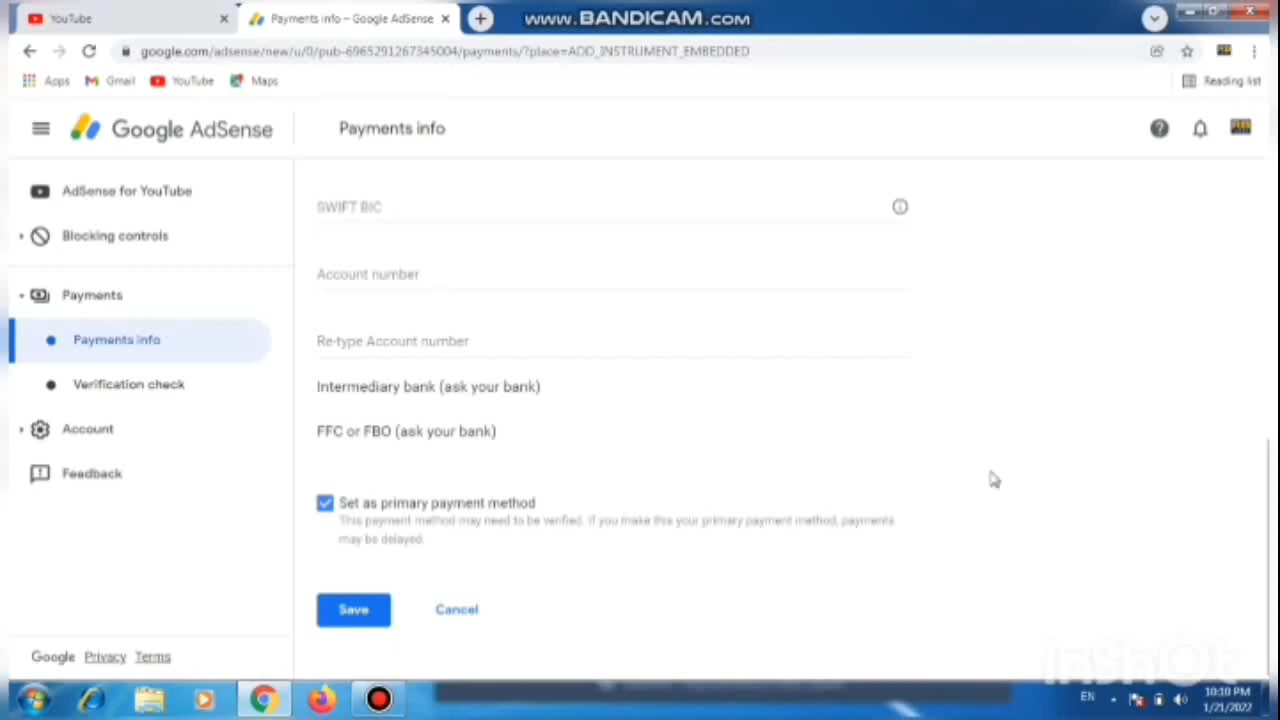 YouTube
Payments info – Google AdSense
www.BANDICAM.com
google.com/adsense/new/u/0/pub-6965291267345004/payments/?place=ADD_INSTRUMENT_EMBEDDED
Apps
Gmail
YouTube
Maps
Reading list
Google AdSense
Payments info
AdSense for YouTube
Blocking controls
Payments
Payments info
Verification check
Account
Feedback
SWIFT BIC
Account number
Re-type Account number
Intermediary bank (ask your bank)
FFC or FBO (ask your bank)
Set as primary payment method
This payment method may need to be verified. If you make this your primary payment method, payments
may be delayed.
Save
Cancel
Google Privacy Terms
InShOt
EN
10:10 PM
1/21/2022